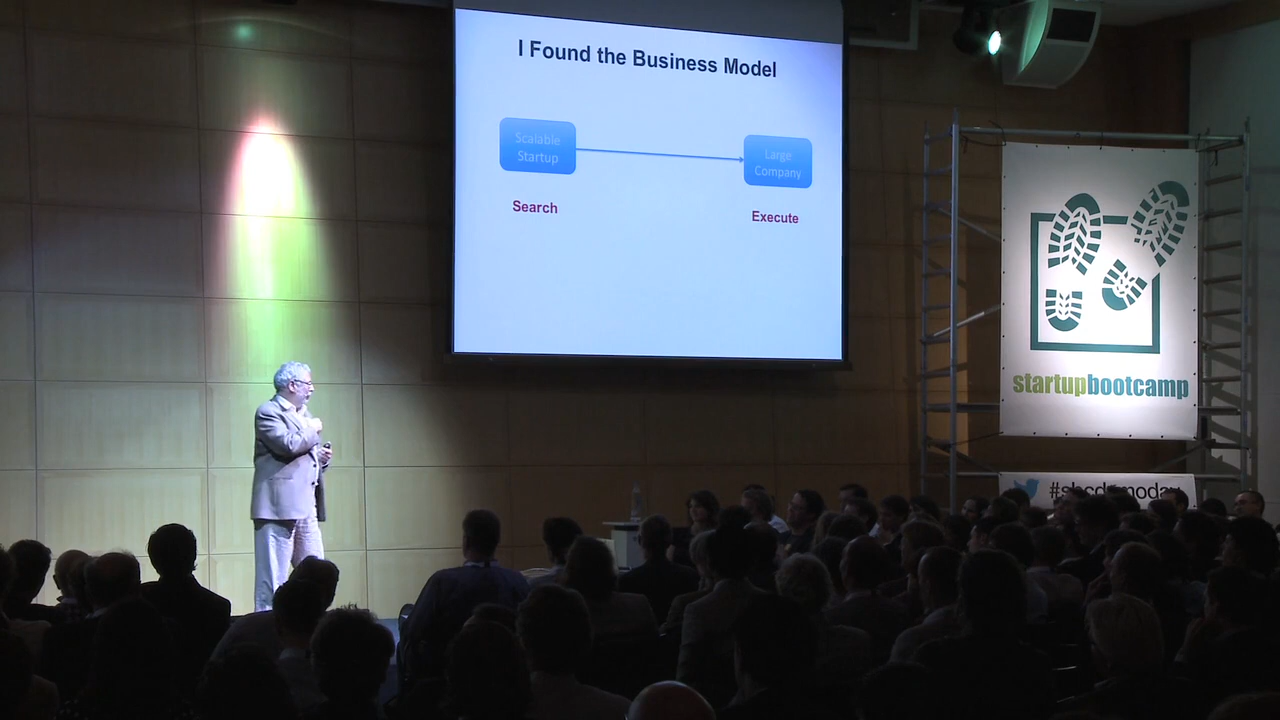 I Found the Business Model
Scalable
Startup
Large
Company
Search
Execute
startupbootcamp